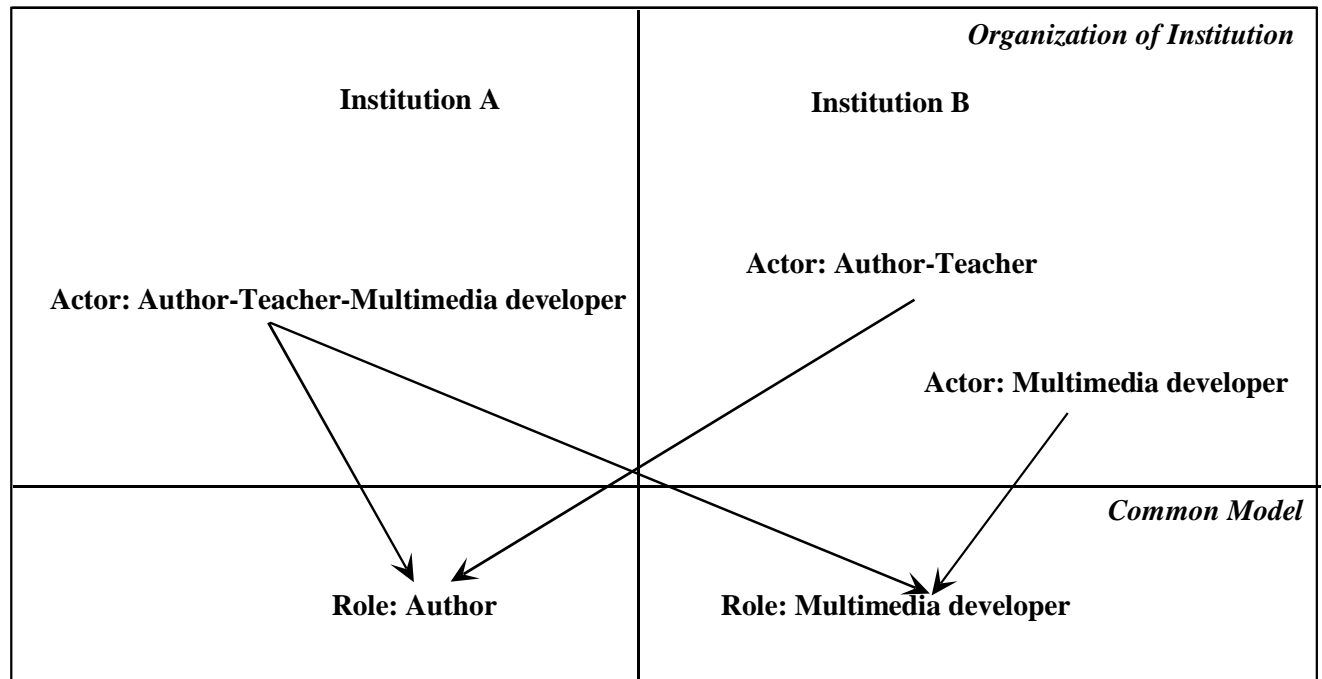 Organization of Institution
Institution A
Institution B
Actor: Author-Teacher
Actor: Author-Teacher-Multimedia developer
Actor: Multimedia developer
Common Model
Role: Author
Role: Multimedia developer